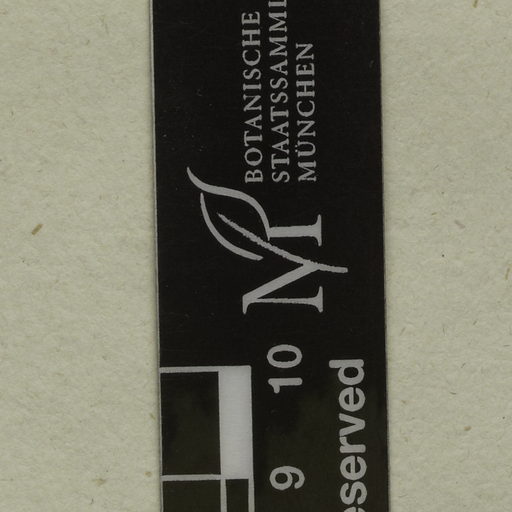 BOTANISCHE
STAATSSAMML
MÜNCHEN
M
9 10
eserved